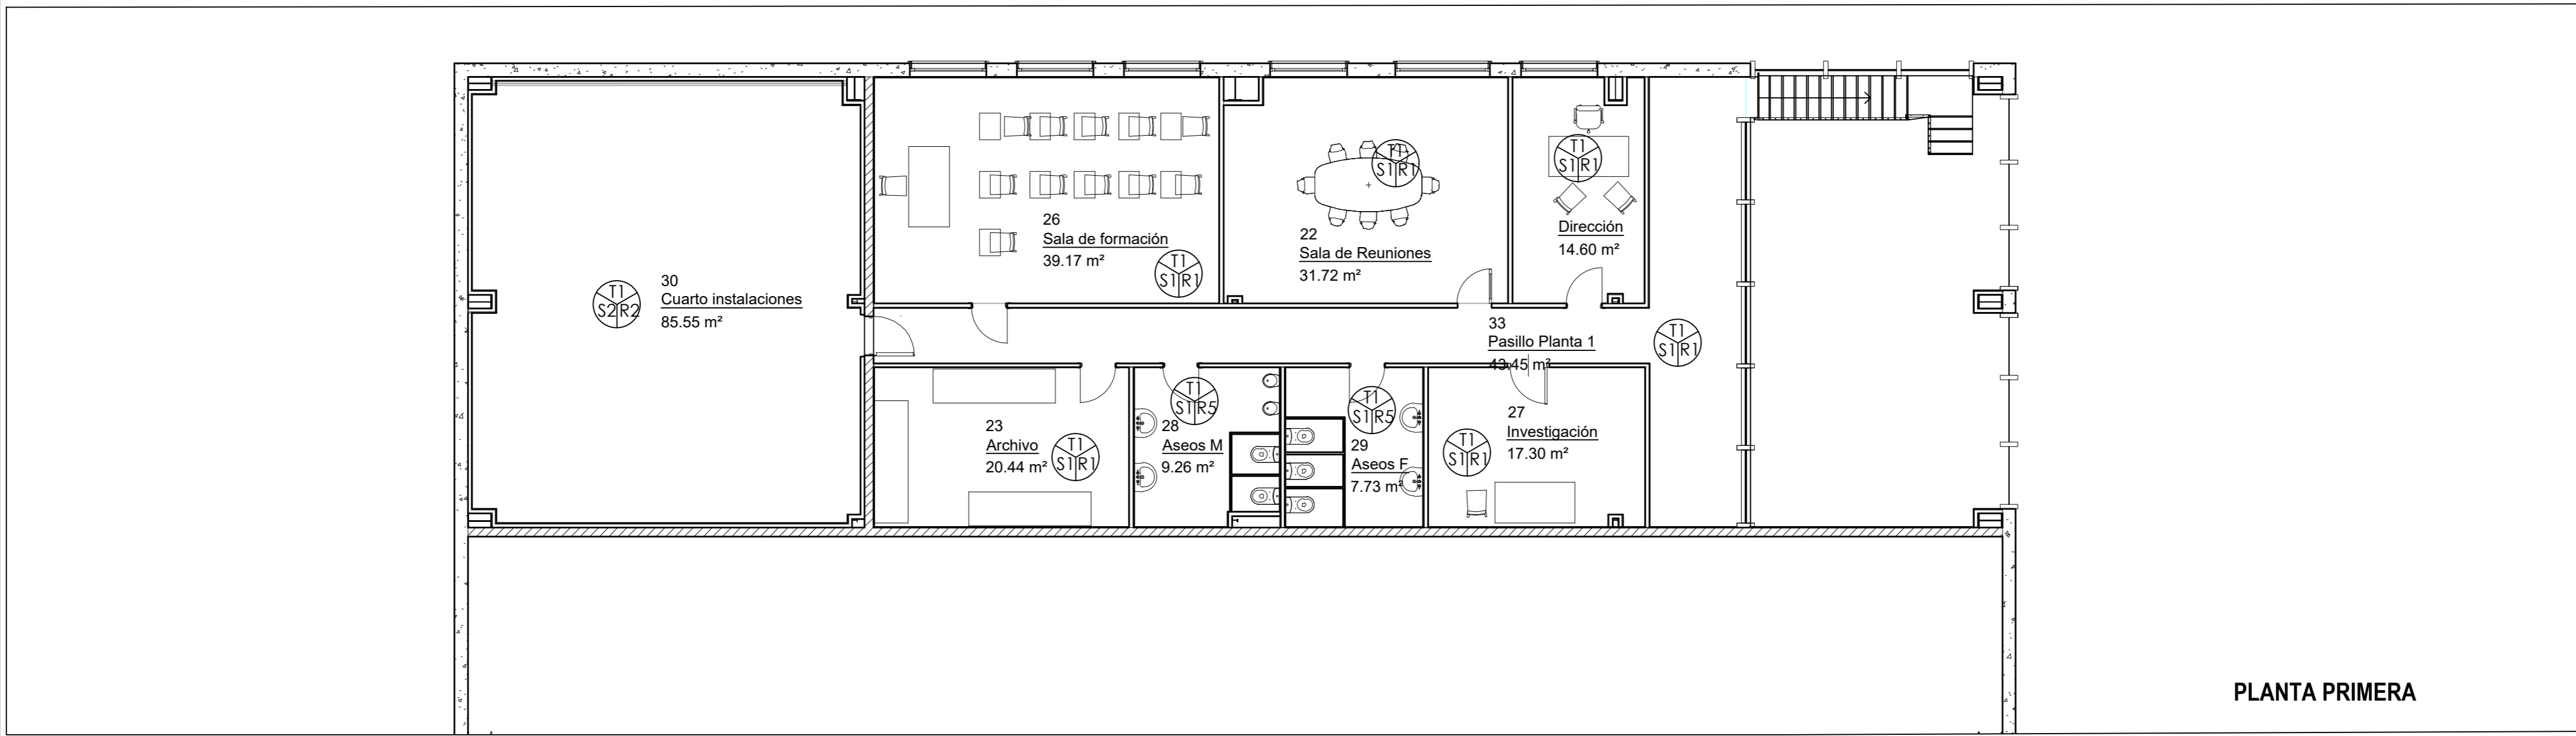 T1
S2 R2
30
Cuarto instalaciones
85.55 m²
26
Sala de formación
39.17 m²
T1
S1 R1
22
Sala de Reuniones
31.72 m²
T1
S1 R1
T1
S1 R1
Dirección
14.60 m²
33
Pasillo Planta 1
43.45 m²
T1
S1 R1
23
Archivo
20.44 m²
T1
S1 R1
T1
S1 R5
28
Aseos M
9.26 m²
T1
S1 R5
29
Aseos F
7.73 m²
T1
S1 R1
27
Investigación
17.30 m²
PLANTA PRIMERA